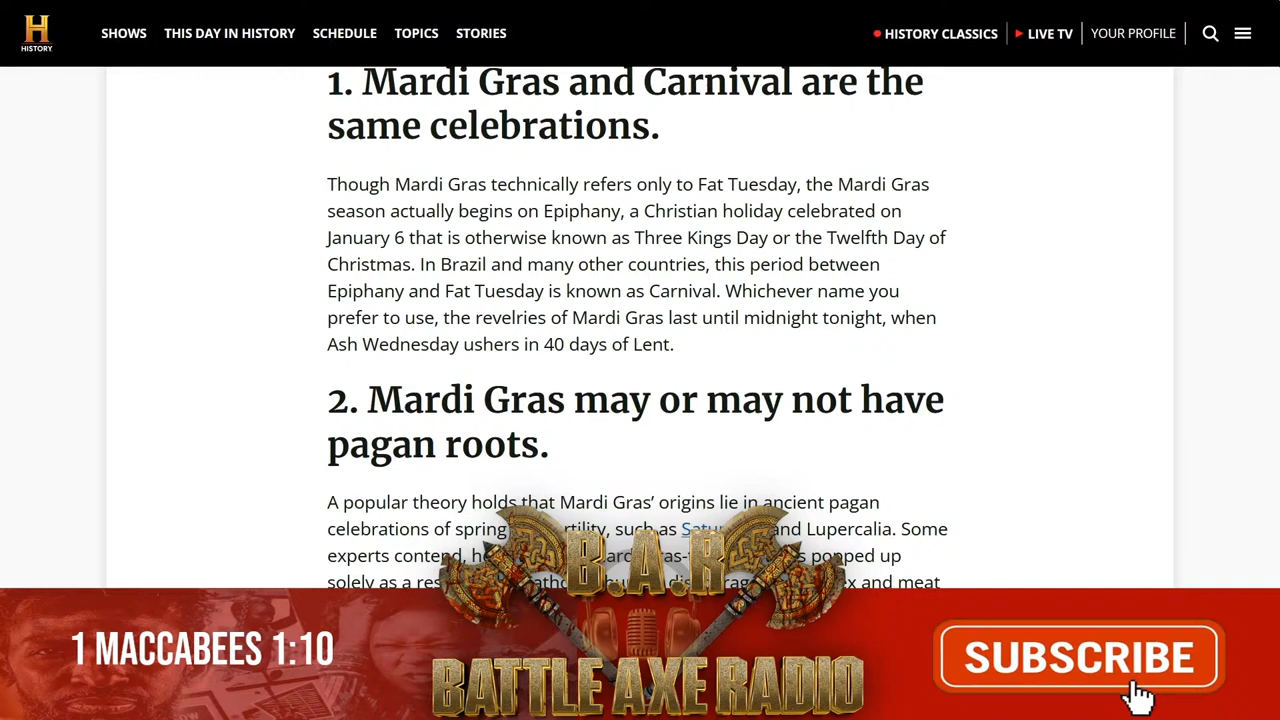 H
HISTORY
SHOWS
THIS DAY IN HISTORY
SCHEDULE
TOPICS
STORIES
HISTORY CLASSICS
LIVE TV
YOUR PROFILE
1. Mardi Gras and Carnival are the
same celebrations.
Though Mardi Gras technically refers only to Fat Tuesday, the Mardi Gras
season actually begins on Epiphany, a Christian holiday celebrated on
January 6 that is otherwise known as Three Kings Day or the Twelfth Day of
Christmas. In Brazil and many other countries, this period between
Epiphany and Fat Tuesday is known as Carnival. Whichever name you
prefer to use, the revelries of Mardi Gras last until midnight tonight, when
Ash Wednesday ushers in 40 days of Lent.
2. Mardi Gras may or may not have
pagan roots.
A popular theory holds that Mardi Gras’ origins lie in ancient pagan
celebrations of spring such as and Lupercalia. Some
experts contend, popped up
solely as a and meat
B.A.R
1 MACCABEES 1:10
BATTLE AXE RADIO
SUBSCRIBE